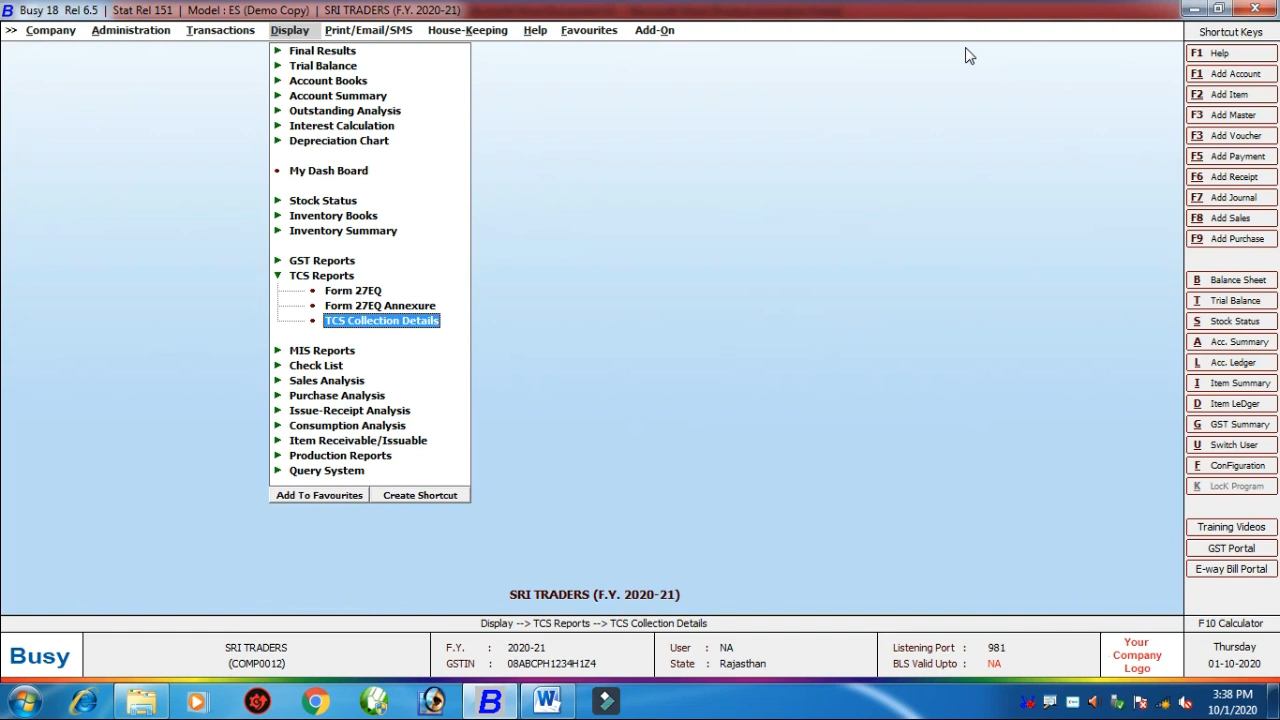 Busy 18 Rel 6.5 | Stat Rel 151 | Model : ES (Demo Copy) | SRI TRADERS (F.Y. 2020-21)
>> Company Administration Transactions Display Print/Email/SMS House-Keeping Help Favourites Add-On
Final Results
Trial Balance
Account Books
Account Summary
Outstanding Analysis
Interest Calculation
Depreciation Chart
My Dash Board
Stock Status
Inventory Books
Inventory Summary
GST Reports
TCS Reports
Form 27EQ
Form 27EQ Annexure
TCS Collection Details
MIS Reports
Check List
Sales Analysis
Purchase Analysis
Issue-Receipt Analysis
Consumption Analysis
Item Receivable/Issuable
Production Reports
Query System
Add To Favourites Create Shortcut
Shortcut Keys
F1 Help
F1 Add Account
F2 Add Item
F3 Add Master
F3 Add Voucher
F5 Add Payment
F6 Add Receipt
F7 Add Journal
F8 Add Sales
F9 Add Purchase
B Balance Sheet
T Trial Balance
S Stock Status
A Acc. Summary
L Acc. Ledger
I Item Summary
D Item LeDger
G GST Summary
U Switch User
F ConFiguration
K LocK Program
Training Videos
GST Portal
E-way Bill Portal
SRI TRADERS (F.Y. 2020-21)
Display --> TCS Reports --> TCS Collection Details
F10 Calculator
Busy
SRI TRADERS
(COMP0012)
F.Y. : 2020-21
GSTIN : 08ABCPH1234H1Z4
User : NA
State : Rajasthan
Listening Port : 981
BLS Valid Upto : NA
Your
Company
Logo
Thursday
01-10-2020
3:38 PM
10/1/2020